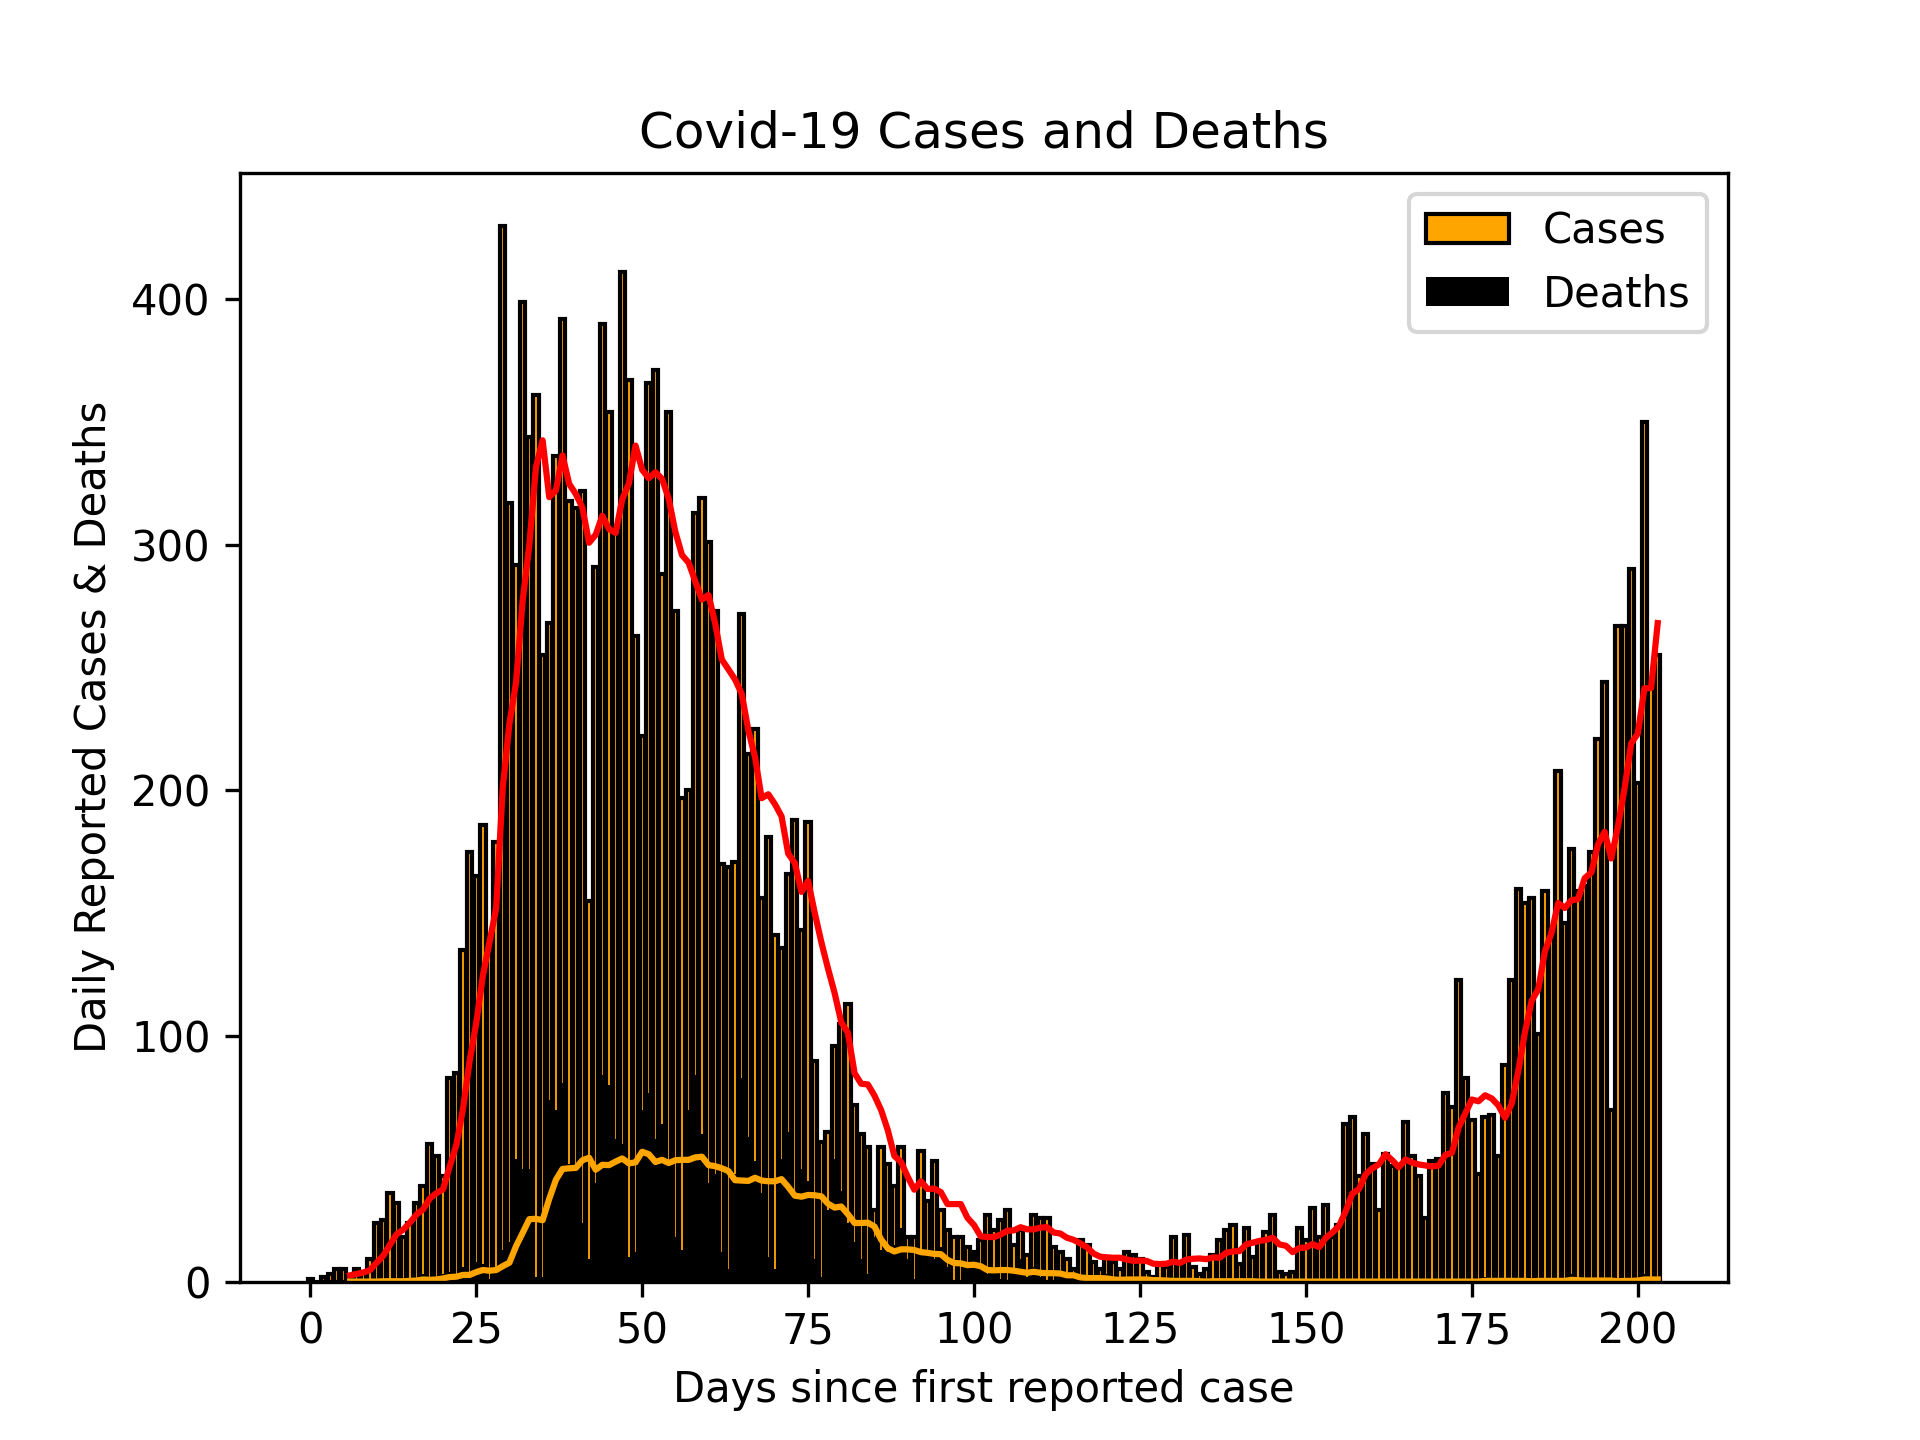 Covid-19 Cases and Deaths
Cases
Deaths
Daily Reported Cases & Deaths
400
300
200
100
0
0 25 50 75 100 125 150 175 200
Days since first reported case